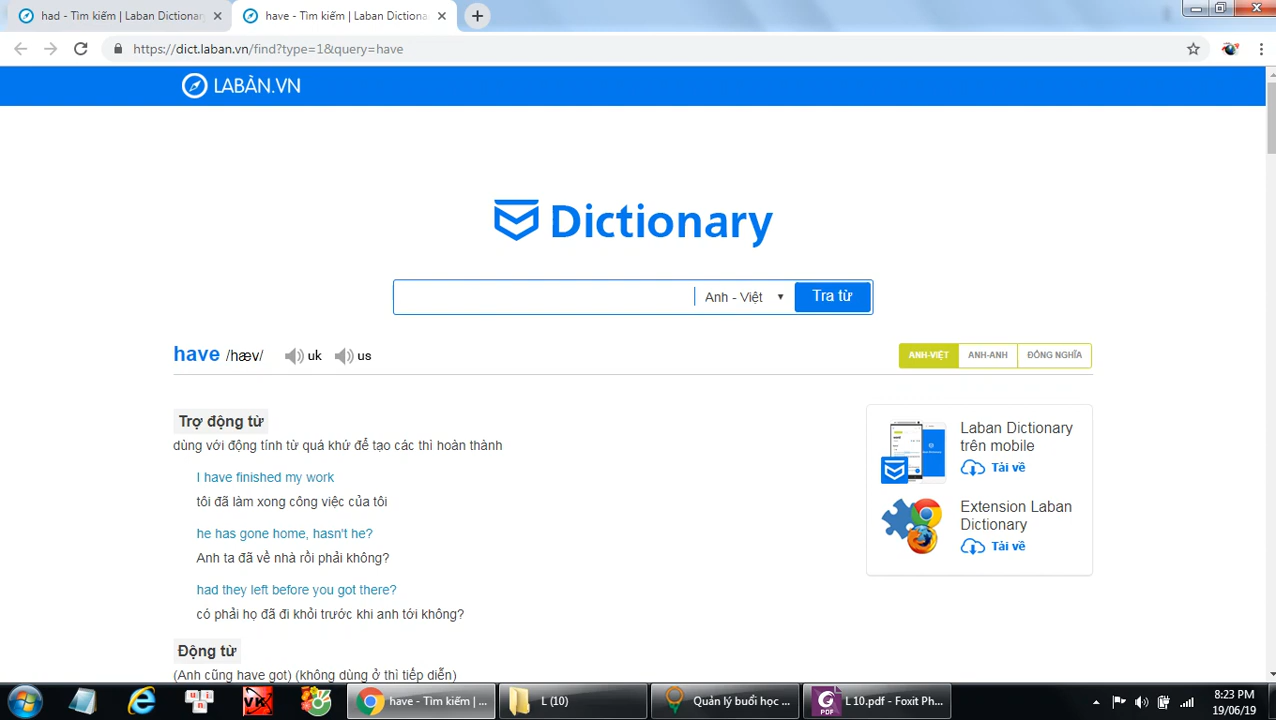 had - Tìm kiếm | Laban Dictionary
have - Tìm kiếm | Laban Dictiona
https://dict.laban.vn/find?type=1&query=have
LABÀN.VN
Dictionary
Anh - Việt
Tra từ
have /hæv/ uk us
ANH-VIỆT ANH-ANH ĐỒNG NGHĨA
Trợ động từ
dùng với động tính từ quá khứ để tạo các thì hoàn thành
I have finished my work
tôi đã làm xong công việc của tôi
he has gone home, hasn't he?
Anh ta đã về nhà rồi phải không?
had they left before you got there?
có phải họ đã đi khỏi trước khi anh tới không?
Động từ
(Anh cũng have got) (không dùng ở thì tiếp diễn)
Laban Dictionary
trên mobile
Tải về
Extension Laban
Dictionary
Tải về
have - Tìm kiếm | ...
L (10)
Quản lý buổi học ...
PDF
L 10.pdf - Foxit Ph...
8:23 PM
19/06/19